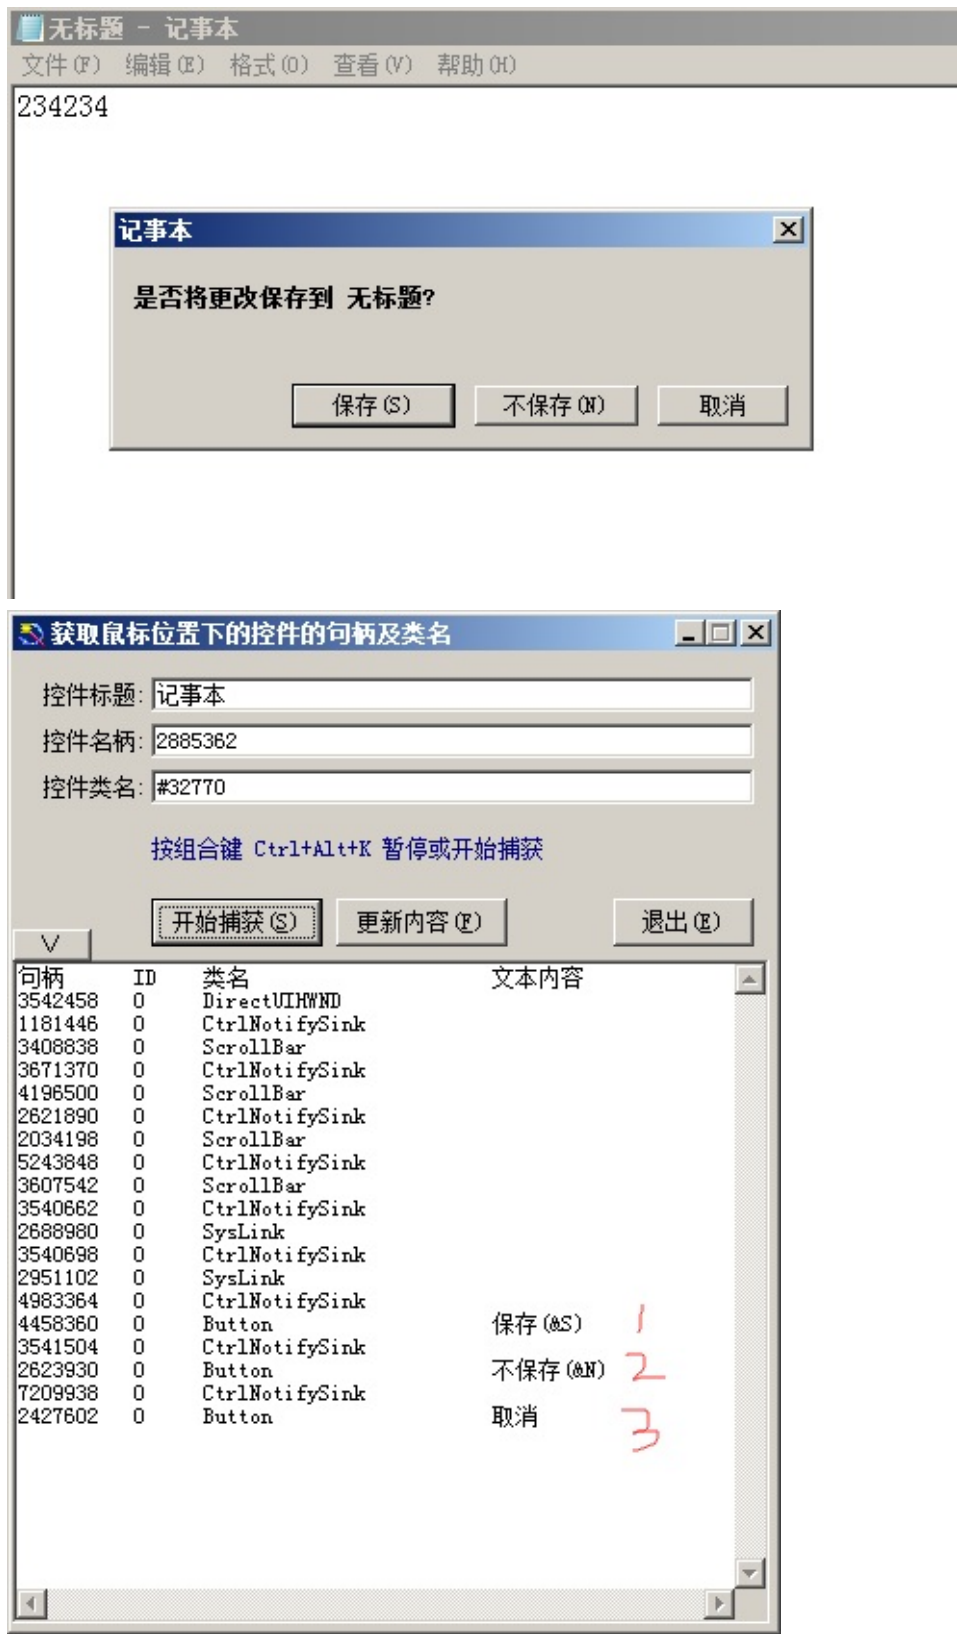 无标题 - 记事本
文件(F) 编辑(E) 格式(O) 查看(V) 帮助(H)
234234
记事本
是否将更改保存到 无标题?
保存(S) 不保存(N) 取消
获取鼠标位置下的控件的句柄及类名
控件标题: 记事本
控件名柄: 2885362
控件类名: #32770
按组合键 Ctrl+Alt+K 暂停或开始捕获
开始捕获(S) 更新内容(F) 退出(E)
V
句柄 ID 类名 文本内容
3542458 0 DirectUIHWND
1181446 0 CtrlNotifySink
3408838 0 ScrollBar
3671370 0 CtrlNotifySink
4196500 0 ScrollBar
2621890 0 CtrlNotifySink
2034198 0 ScrollBar
5243848 0 CtrlNotifySink
3607542 0 ScrollBar
3540662 0 CtrlNotifySink
2688980 0 SysLink
3540698 0 CtrlNotifySink
2951102 0 SysLink
4983364 0 CtrlNotifySink
4458360 0 Button 保存(&S) 1
3541504 0 CtrlNotifySink
2623930 0 Button 不保存(&N) 2
7209938 0 CtrlNotifySink
2427602 0 Button 取消 3